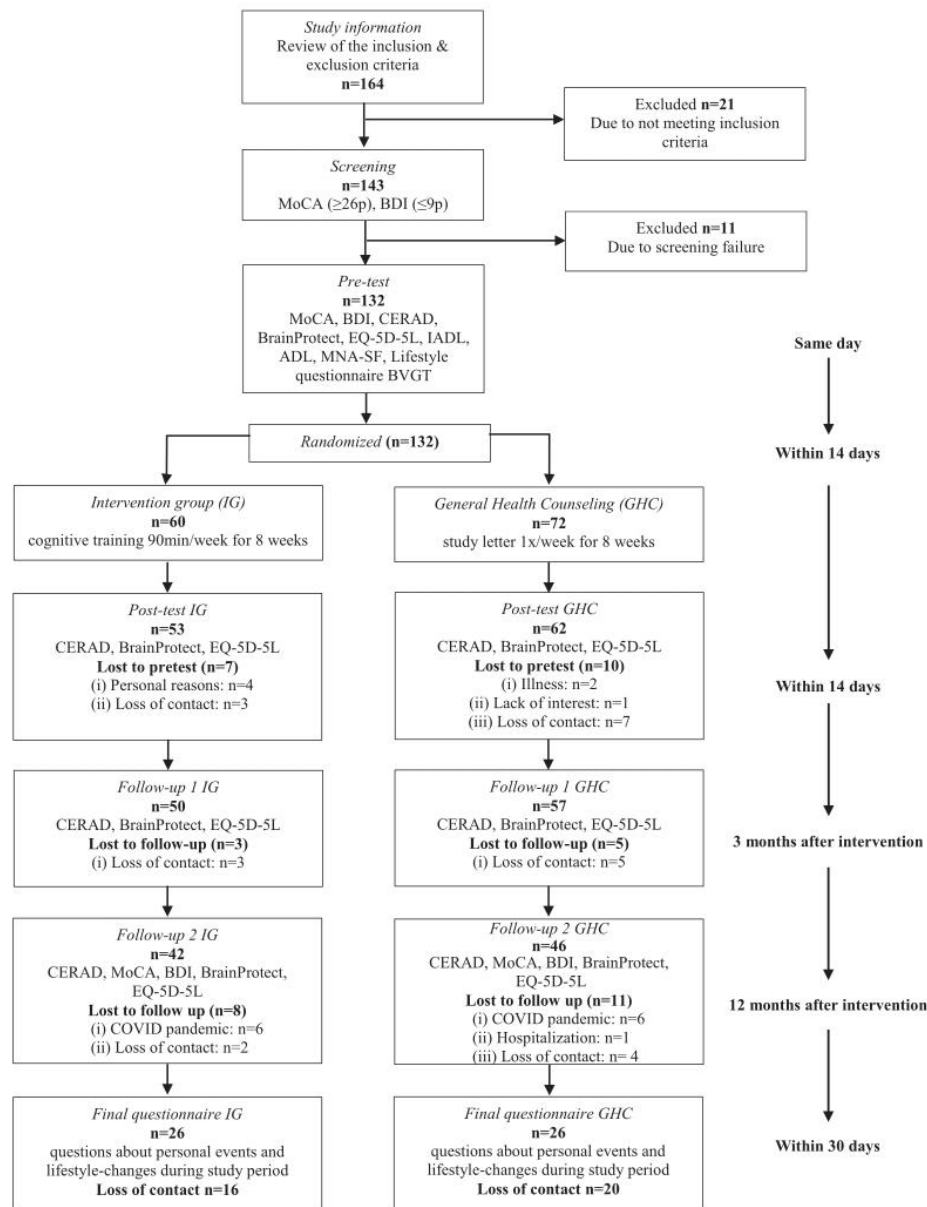 Study information
Review of the inclusion &
exclusion criteria
n=164
Excluded n=21
Due to not meeting inclusion
criteria
Screening
n=143
MoCA (≥26p), BDI (≤9p)
Excluded n=11
Due to screening failure
Pre-test
n=132
MoCA, BDI, CERAD,
BrainProtect, EQ-5D-5L, IADL,
ADL, MNA-SF, Lifestyle
questionnaire BVGT
Same day
Randomized (n=132)
Within 14 days
Intervention group (IG)
n=60
cognitive training 90min/week for 8 weeks
General Health Counseling (GHC)
n=72
study letter 1x/week for 8 weeks
Post-test IG
n=53
CERAD, BrainProtect, EQ-5D-5L
Lost to pretest (n=7)
(i) Personal reasons: n=4
(ii) Loss of contact: n=3
Post-test GHC
n=62
CERAD, BrainProtect, EQ-5D-5L
Lost to pretest (n=10)
(i) Illness: n=2
(ii) Lack of interest: n=1
(iii) Loss of contact: n=7
Within 14 days
Follow-up 1 IG
n=50
CERAD, BrainProtect, EQ-5D-5L
Lost to follow-up (n=3)
(i) Loss of contact: n=3
Follow-up 1 GHC
n=57
CERAD, BrainProtect, EQ-5D-5L
Lost to follow-up (n=5)
(i) Loss of contact: n=5
3 months after intervention
Follow-up 2 IG
n=42
CERAD, MoCA, BDI, BrainProtect,
EQ-5D-5L
Lost to follow up (n=8)
(i) COVID pandemic: n=6
(ii) Loss of contact: n=2
Follow-up 2 GHC
n=46
CERAD, MoCA, BDI, BrainProtect,
EQ-5D-5L
Lost to follow up (n=11)
(i) COVID pandemic: n=6
(ii) Hospitalization: n=1
(iii) Loss of contact: n= 4
12 months after intervention
Final questionnaire IG
n=26
questions about personal events and
lifestyle-changes during study period
Loss of contact n=16
Final questionnaire GHC
n=26
questions about personal events and
lifestyle-changes during study period
Loss of contact n=20
Within 30 days